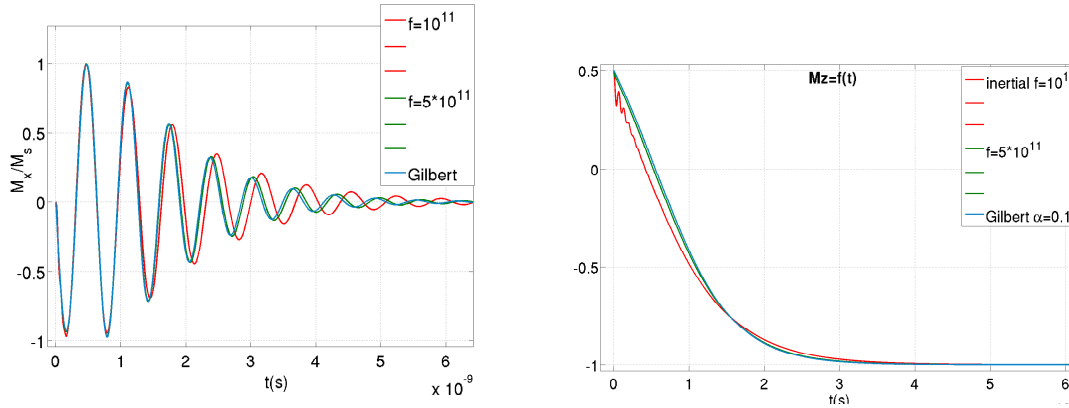 f=10^11
f=5*10^11
Gilbert
M_x/M_s
1
0.5
0
-0.5
-1
0 1 2 3 4 5 6
t(s)
x 10^-9
Mz=f(t)
inertial f=10^1
f=5*10^11
Gilbert α=0.1
0.5
0
-0.5
-1
0 1 2 3 4 5 6
t(s)